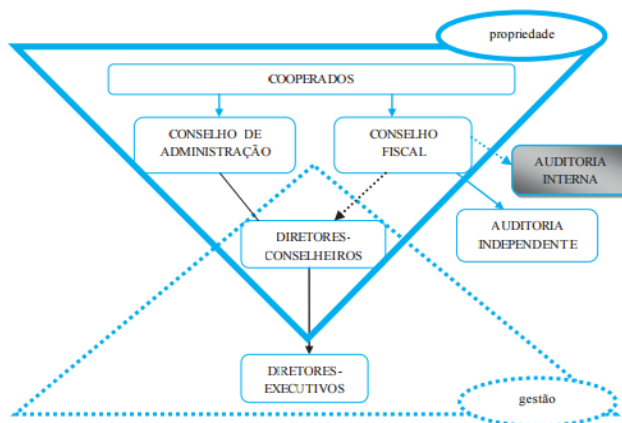 propriedade
COOPERADOS
CONSELHO DE
ADMINISTRAÇÃO
CONSELHO
FISCAL
AUDITORIA
INTERNA
AUDITORIA
INDEPENDENTE
DIRETORES-
CONSELHEIROS
DIRETORES-
EXECUTIVOS
gestão